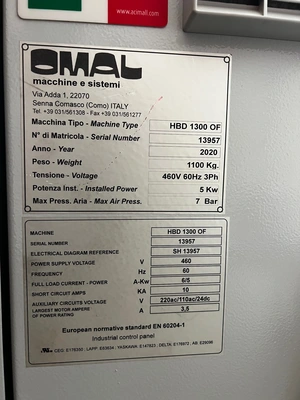 www.acimall.com
OMAL
macchine e sistemi
Via Adda 1, 22070
Senna Comasco (Como) ITALY
Tel. +39 031/561308 - Fax +39 031/561277
Macchina Tipo - Machine Type HBD 1300 OF
N° di Matricola - Serial Number 13957
Anno - Year 2020
Peso - Weight 1100 Kg.
Tensione - Voltage 460V 60Hz 3Ph
Potenza Inst. - Installed Power 5 Kw
Max Press. Aria - Max Air Press. 7 Bar
MACHINE HBD 1300 OF
SERIAL NUMBER 13957
ELECTRICAL DIAGRAM REFERENCE SH 13957
POWER SUPPLY VOLTAGE V 460
FREQUENCY Hz 60
FULL LOAD CURRENT - POWER A-Kw 6/5
SHORT CIRCUIT AMPS KA 10
AUXILIARY CIRCUITS VOLTAGE V 220ac/110ac/24dc
LARGEST MOTOR AMPERE
OF POWER RATING A 3,5
European normative standard EN 60204-1
Industrial control panel